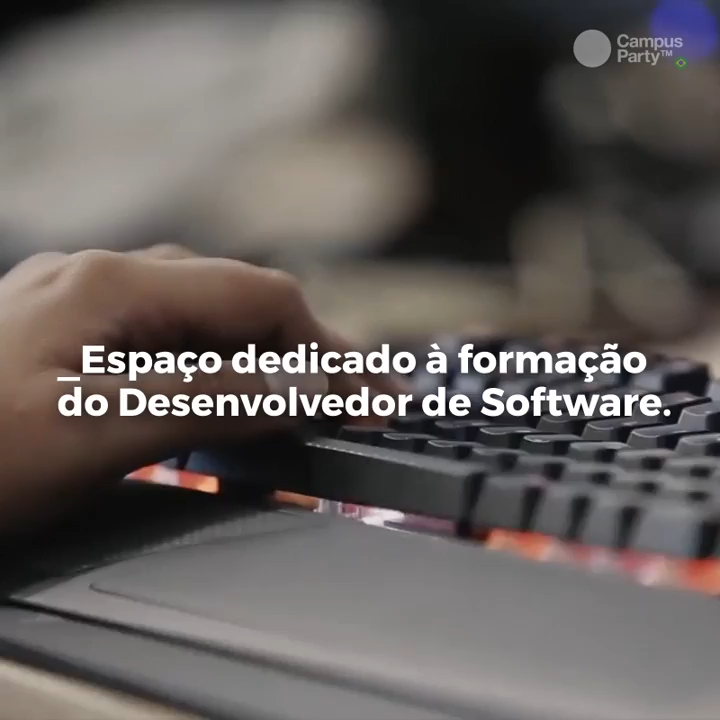 Campus
Party™
_Espaço dedicado à formação
do Desenvolvedor de Software.